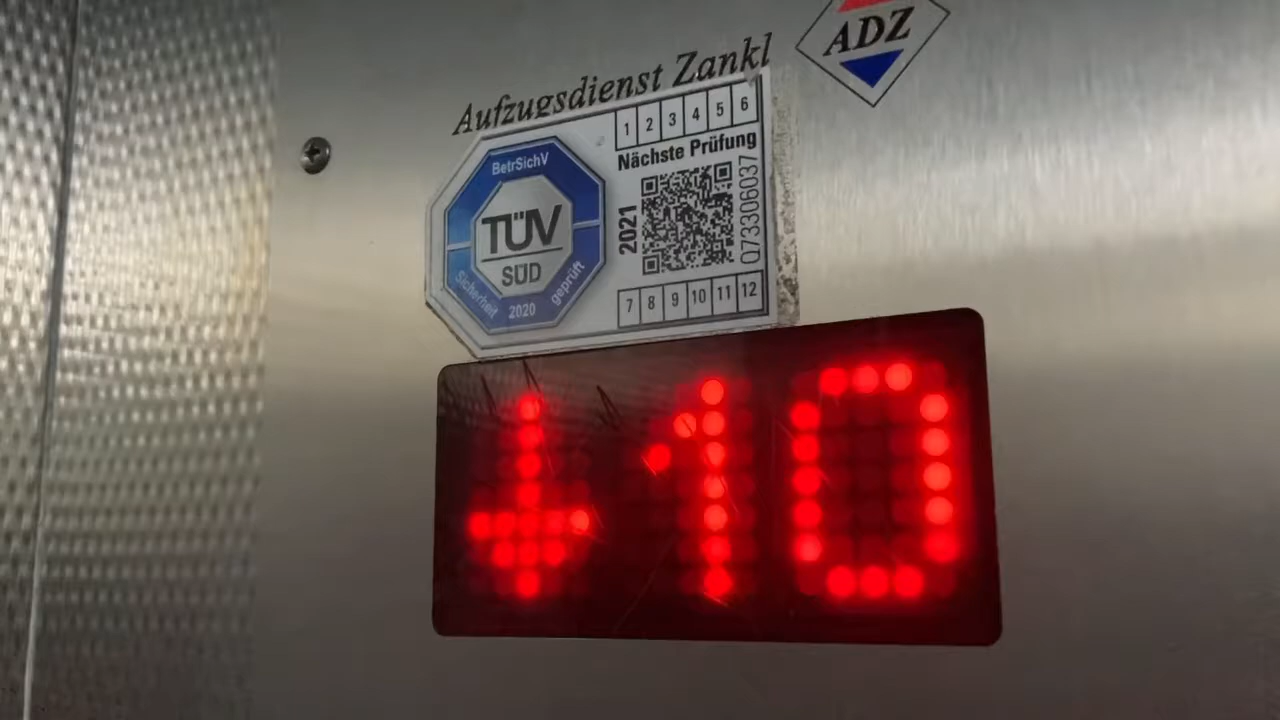 ADZ
Aufzugsdienst Zankl
1 2 3 4 5 6
Nächste Prüfung
2021
073306037
7 8 9 10 11 12
BetrSichV
TÜV
SÜD
Sicherheit 2020 geprüft
↓10